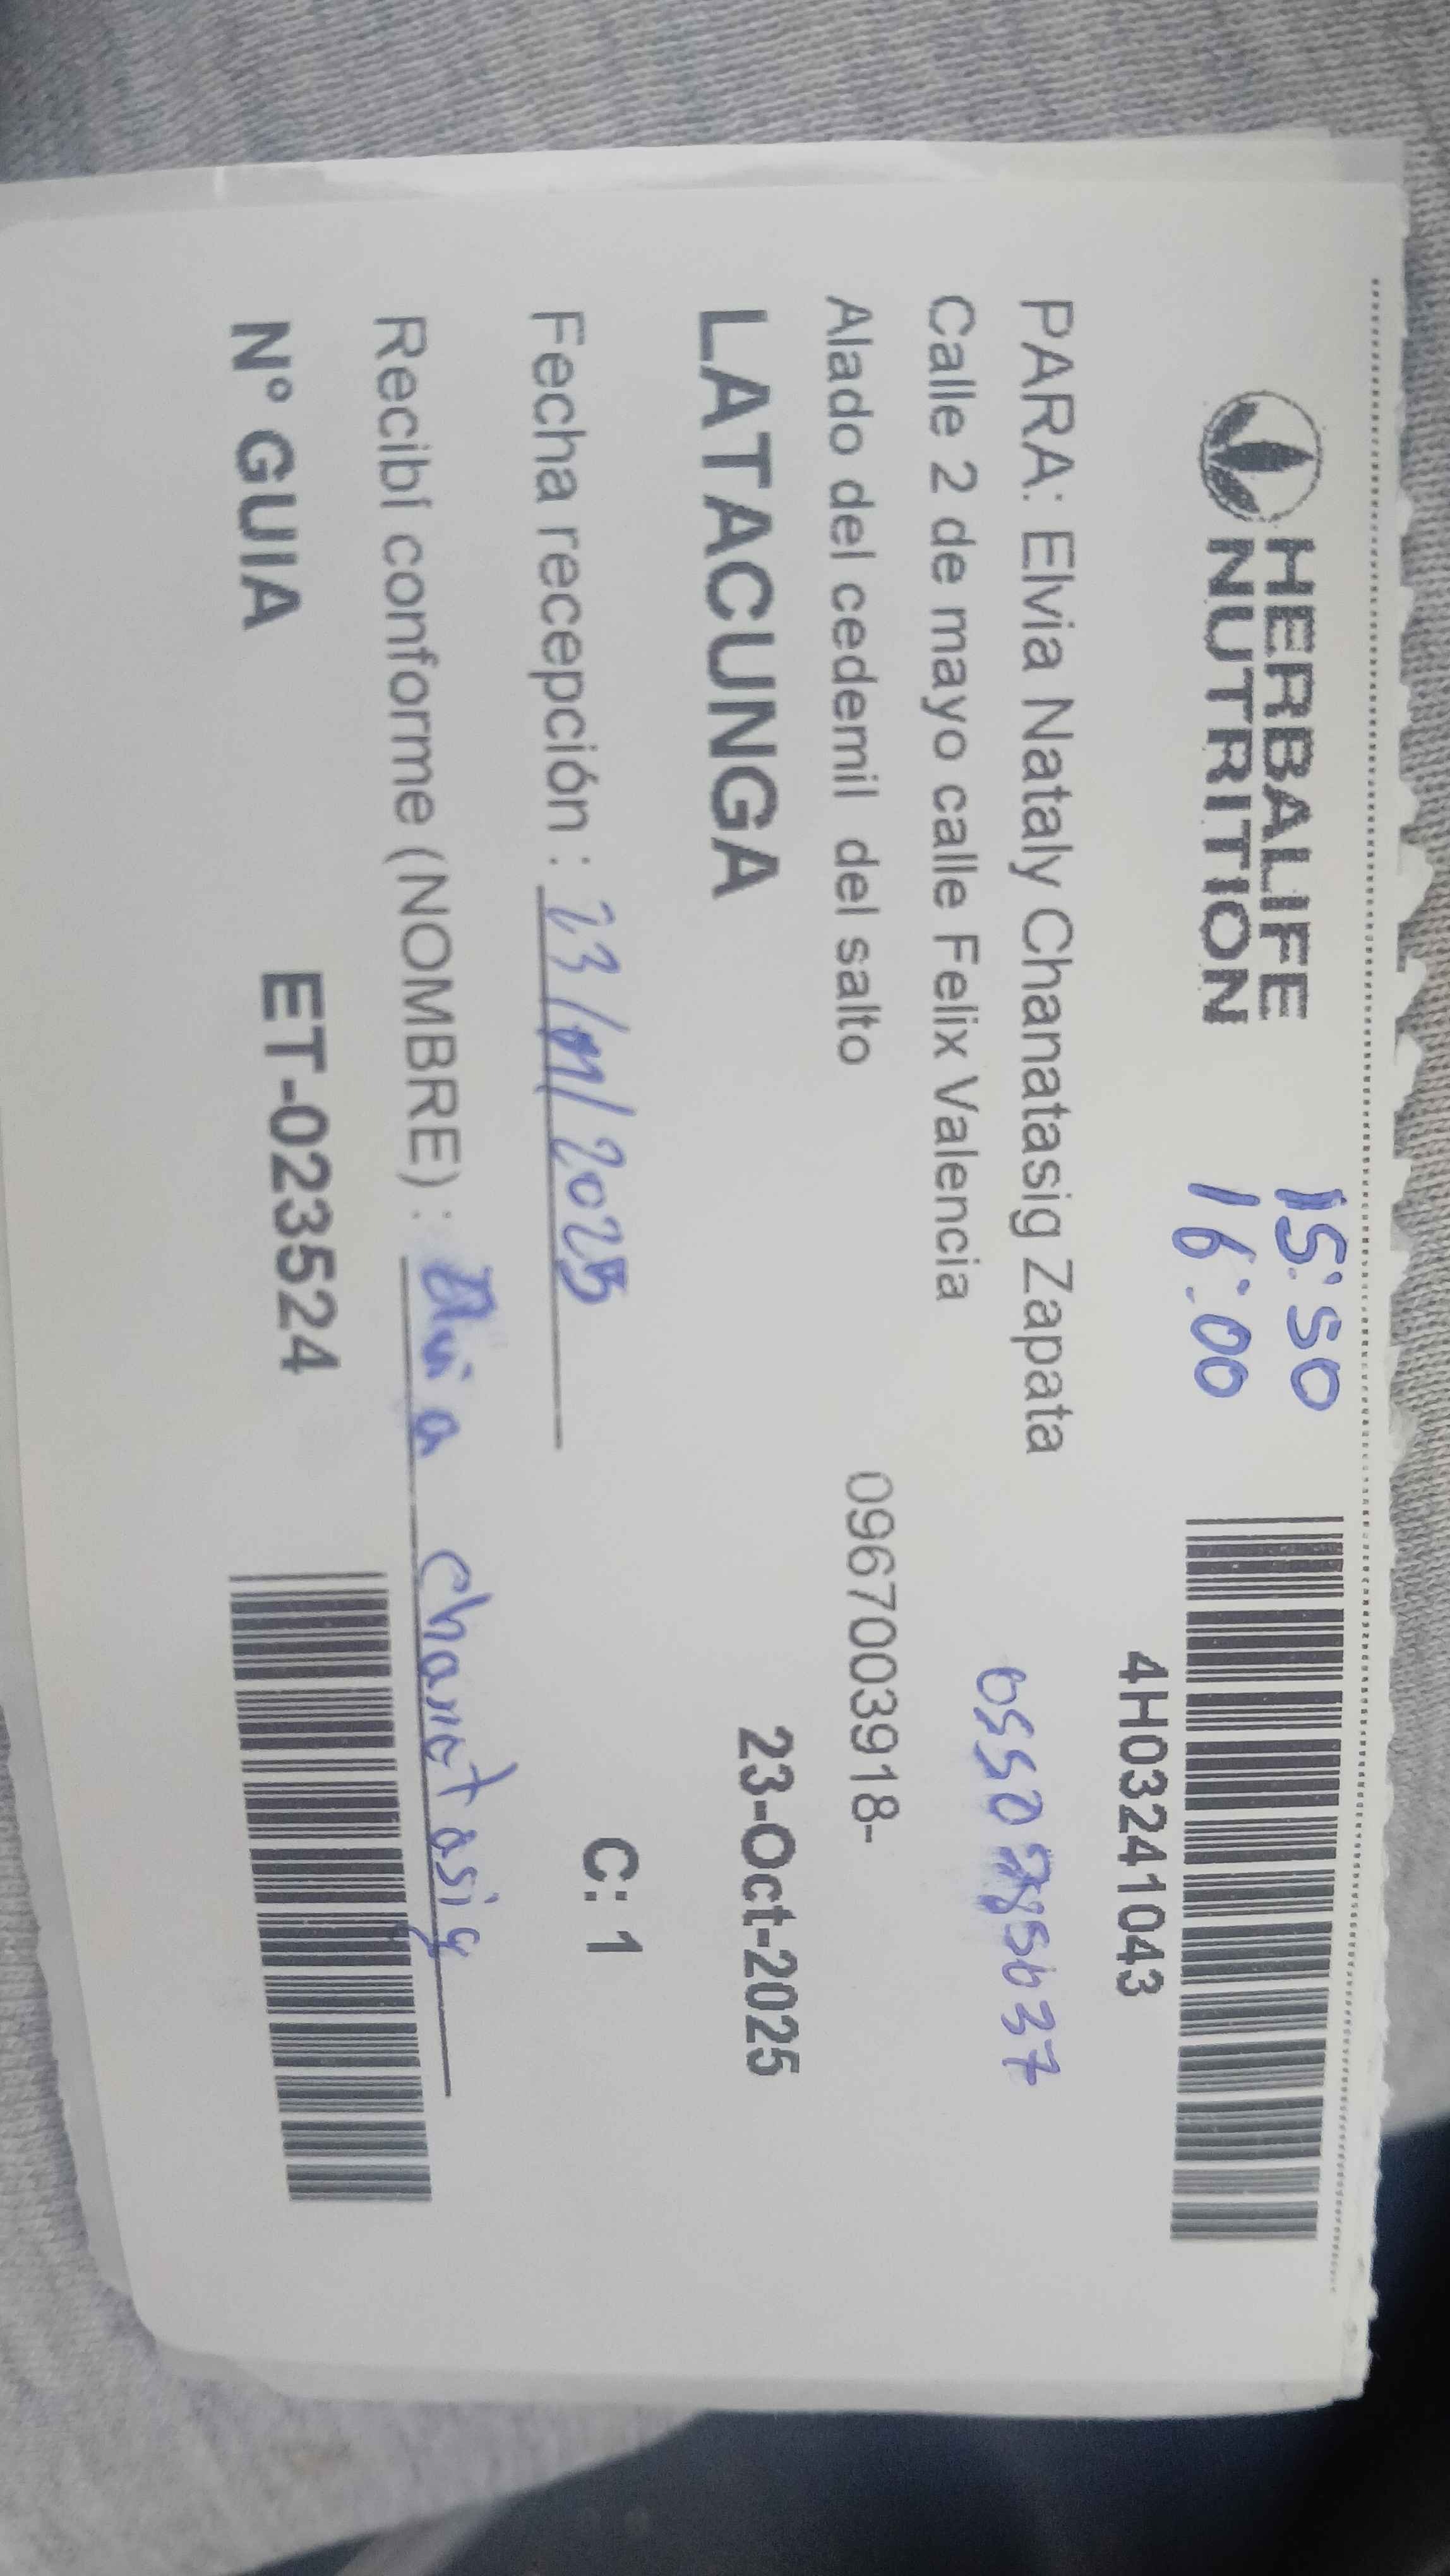 HERBALIFE
NUTRITION
15:50
16:00
4H03241043
PARA: Elvia Nataly Chanatasig Zapata
Calle 2 de mayo calle Felix Valencia
Alado del cedemil del salto
0967003918-
LATACUNGA
23-Oct-2025
Fecha recepción : 23/ /2025
C: 1
Recibí conforme (NOMBRE) : chanatasig
N° GUIA
ET-023524